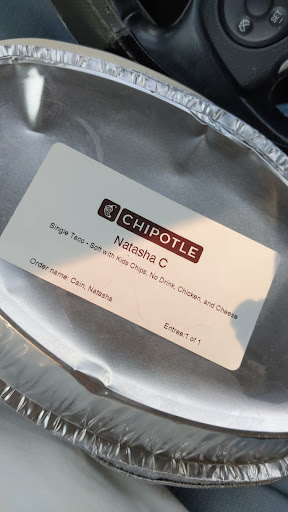 SET
CHIPOTLE
Natasha C
Single Taco - Soft with Kids Chips, No Drink, Chicken, and Cheese
Order name: Cain, Natasha
Entree:1 of 1